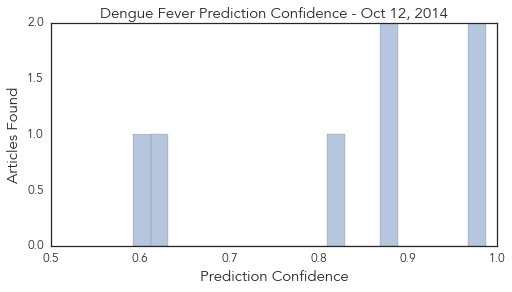 Dengue Fever Prediction Confidence - Oct 12, 2014
2.0
1.5
1.0
0.5
0.0
Articles Found
0.5 0.6 0.7 0.8 0.9 1.0
Prediction Confidence